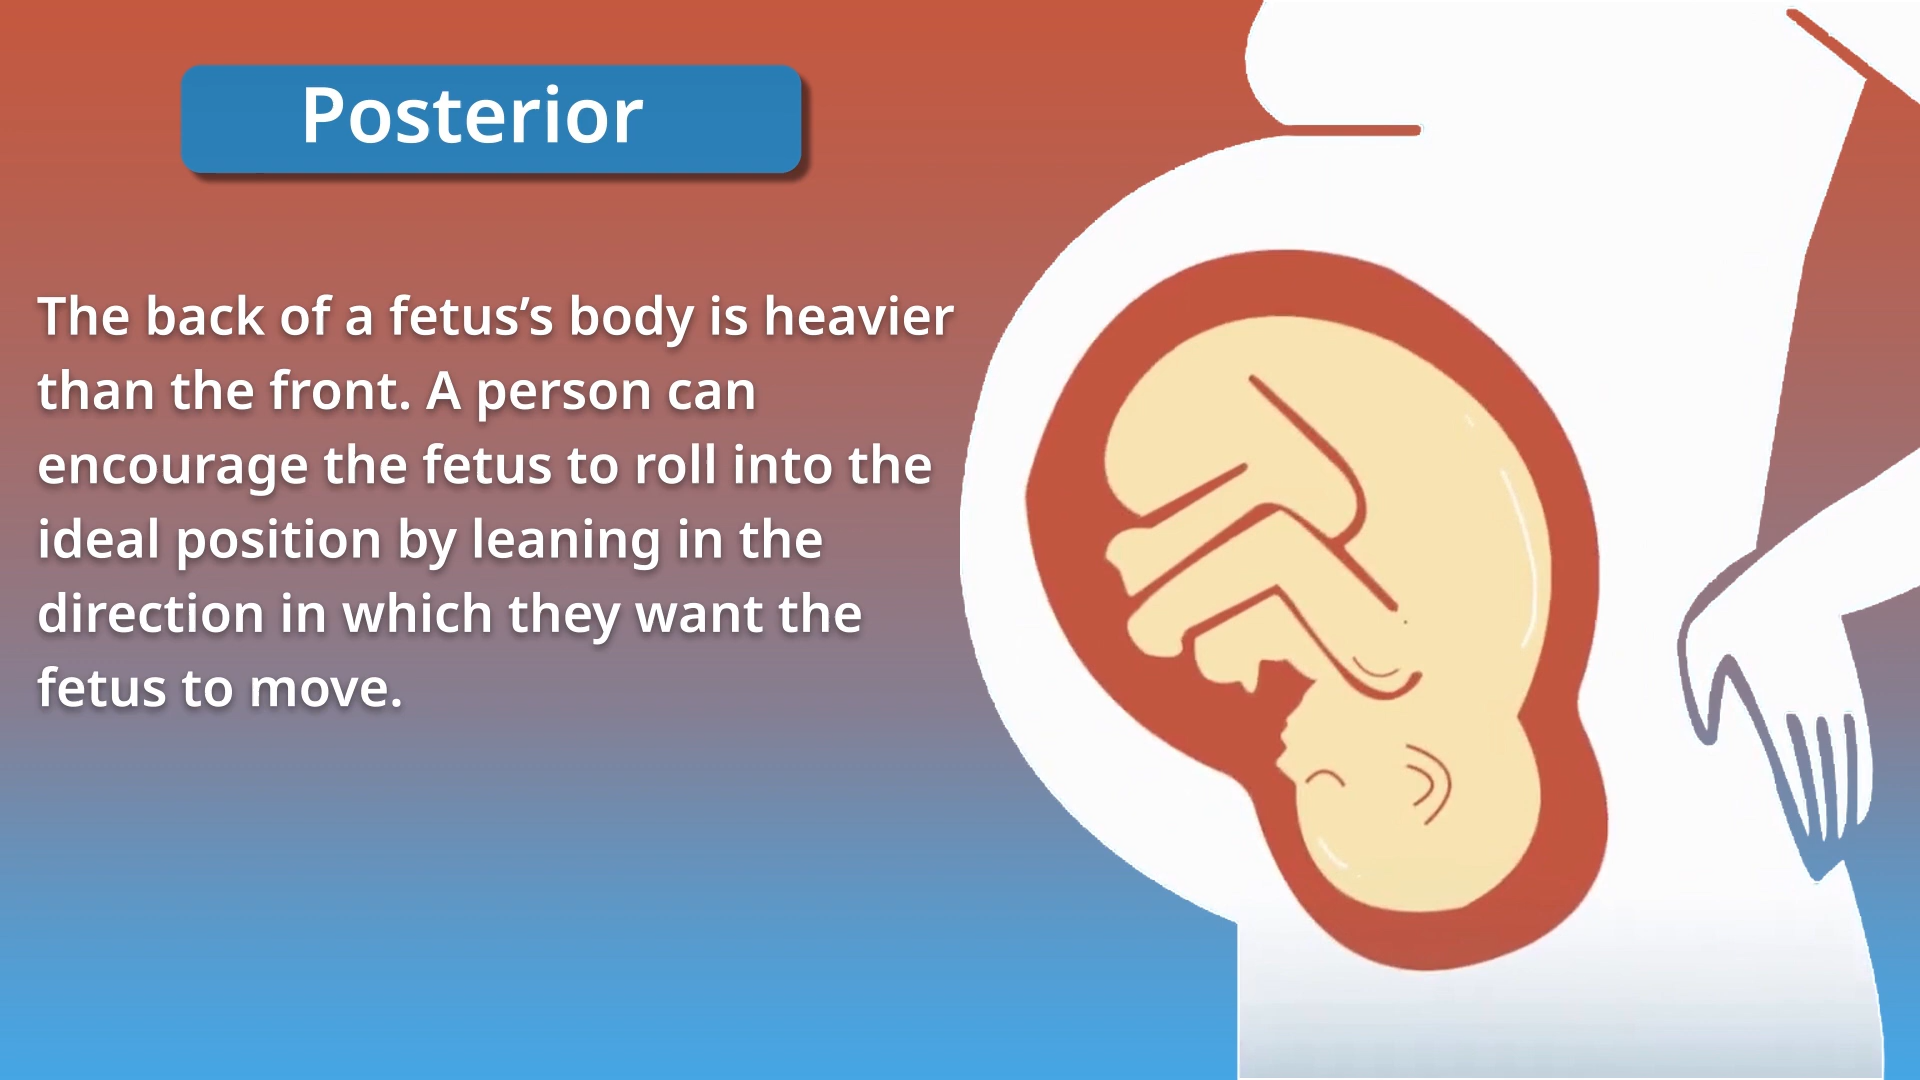 Posterior
The back of a fetus’s body is heavier
than the front. A person can
encourage the fetus to roll into the
ideal position by leaning in the
direction in which they want the
fetus to move.